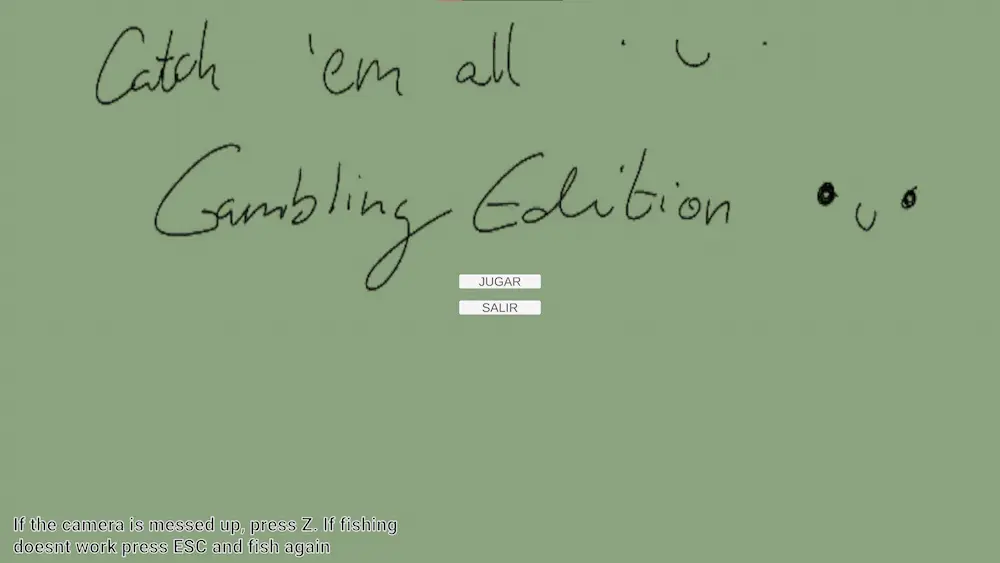 Catch 'em all
Gambling Edition
JUGAR
SALIR
If the camera is messed up, press Z. If fishing
doesnt work press ESC and fish again